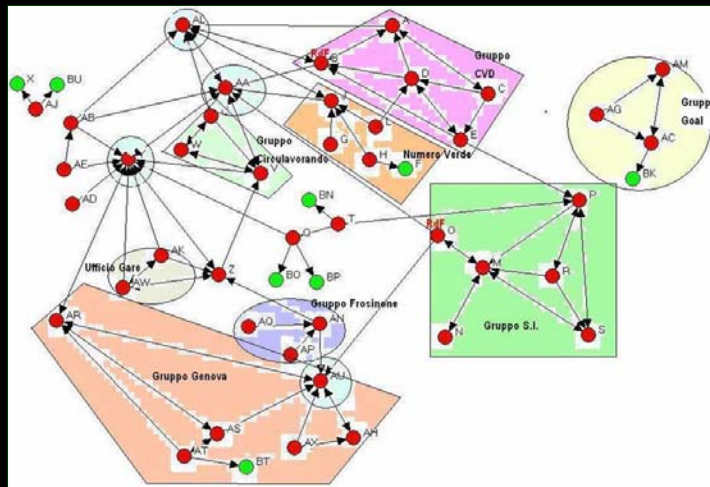 AL
A
RdF
B
Gruppo
CVD
AM
X
BU
AA
D
AJ
C
AG
Gruppo
Goal
AB
J
L
E
AC
G
W
Gruppo
Circulavorando
H
F
Numero Verde
AE
V
BK
AD
BN
T
P
Q
RdF
O
AK
Ufficio Gare
Z
M
R
AW
BO
BP
Gruppo Frosinone
AR
AQ
AN
N
Gruppo S.I.
S
AP
Gruppo Genova
AU
AS
AX
AH
AT
BT